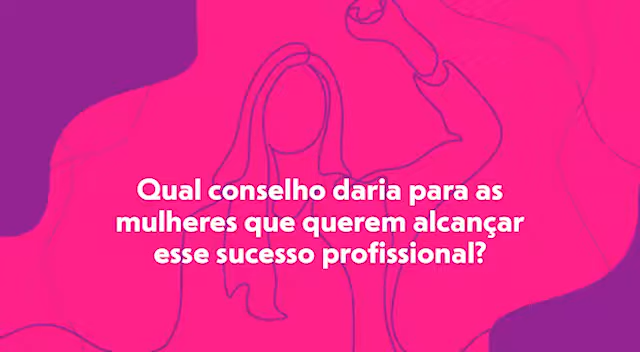 Qual conselho daria para as
mulheres que querem alcançar
esse sucesso profissional?